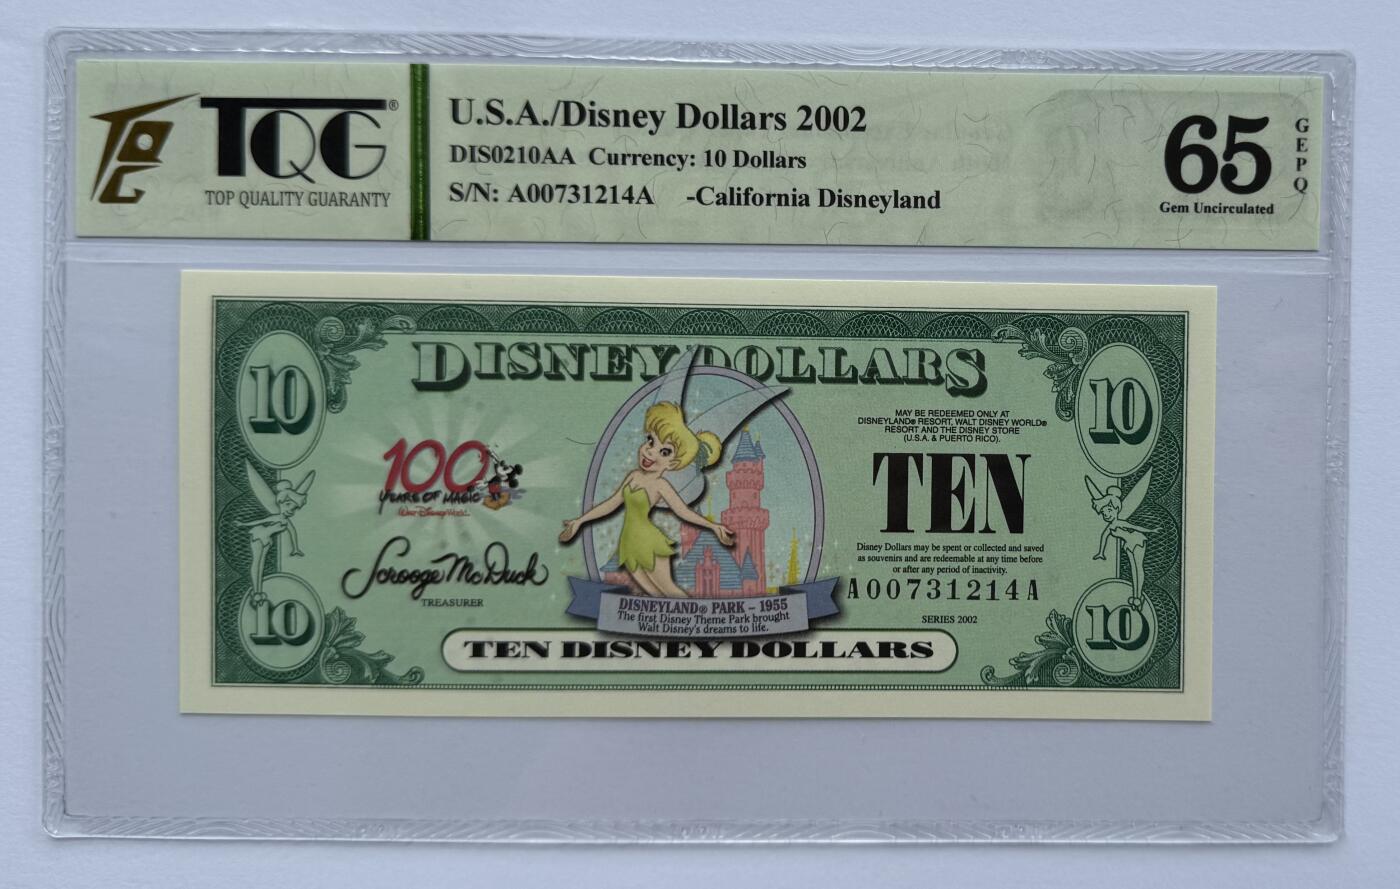 TQG®
TOP QUALITY GUARANTY
U.S.A./Disney Dollars 2002
DIS0210AA Currency: 10 Dollars
S/N: A00731214A -California Disneyland
65
GEPQ
Gem Uncirculated
DISNEY DOLLARS
10
10
MAY BE REDEEMED ONLY AT
DISNEYLAND® RESORT, WALT DISNEY WORLD®
RESORT AND THE DISNEY STORE
(U.S.A. & PUERTO RICO).
100
YEARS OF MAGIC
Walt Disney World
TEN
Disney Dollars may be spent or collected and saved
as souvenirs and are redeemable at any time before
or after any period of inactivity.
Scrooge McDuck
TREASURER
A00731214A
SERIES 2002
10
10
DISNEYLAND® PARK – 1955
The first Disney Theme Park brought
Walt Disney's dreams to life.
TEN DISNEY DOLLARS